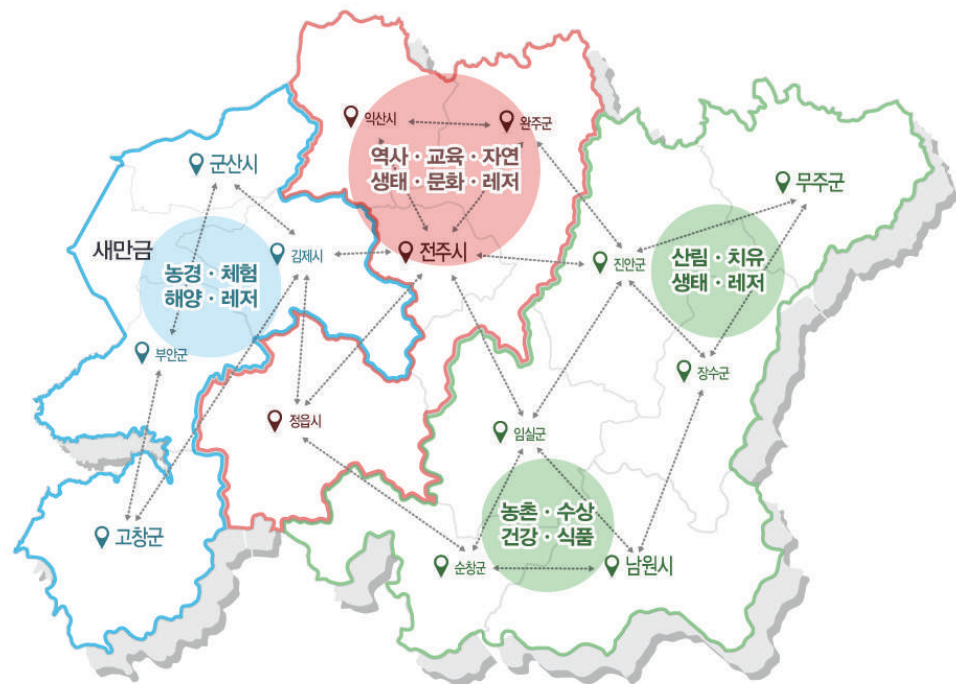 익산시
완주군
역사 · 교육 · 자연
생태 · 문화 · 레저
군산시
무주군
새만금
김제시
전주시
진안군
산림 · 치유
생태 · 레저
농경 · 체험
해양 · 레저
부안군
장수군
정읍시
임실군
농촌 · 수상
건강 · 식품
고창군
순창군
남원시